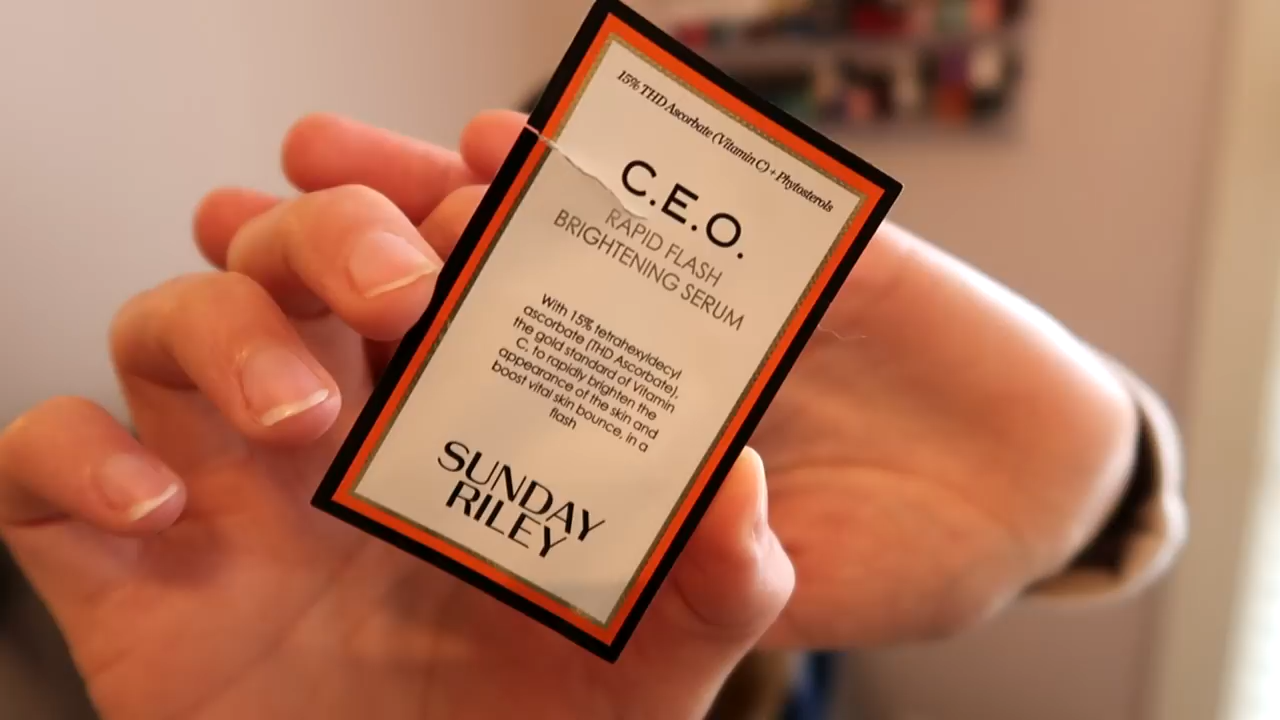 15% THD Ascorbate (Vitamin C) + Phytosterols
C.E.O.
RAPID FLASH
BRIGHTENING SERUM
With 15% tetrahexyldecyl
ascorbate (THD Ascorbate),
the gold standard of Vitamin
C, to rapidly brighten the
appearance of the skin and
boost vital skin bounce, in a
flash
SUNDAY
RILEY